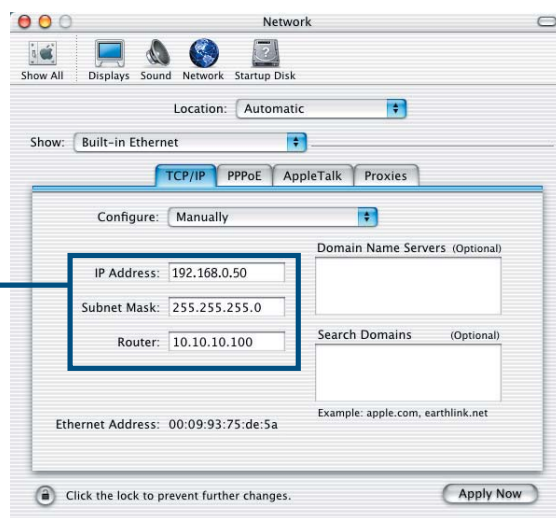 Network
Show All Displays Sound Network Startup Disk
Location: Automatic
Show: Built-in Ethernet
TCP/IP PPPoE AppleTalk Proxies
Configure: Manually
Domain Name Servers (Optional)
IP Address: 192.168.0.50
Subnet Mask: 255.255.255.0
Router: 10.10.10.100
Search Domains (Optional)
Example: apple.com, earthlink.net
Ethernet Address: 00:09:93:75:de:5a
Click the lock to prevent further changes.
Apply Now